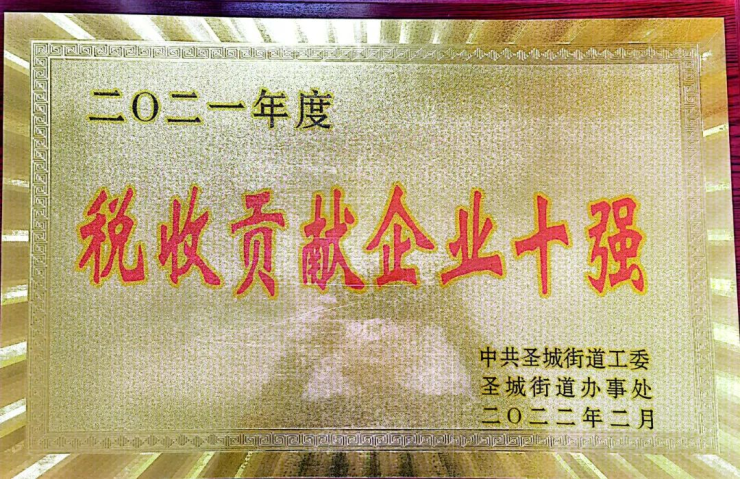 二〇二一年度
税收贡献企业十强
中共圣城街道工委
圣城街道办事处
二〇二二年二月